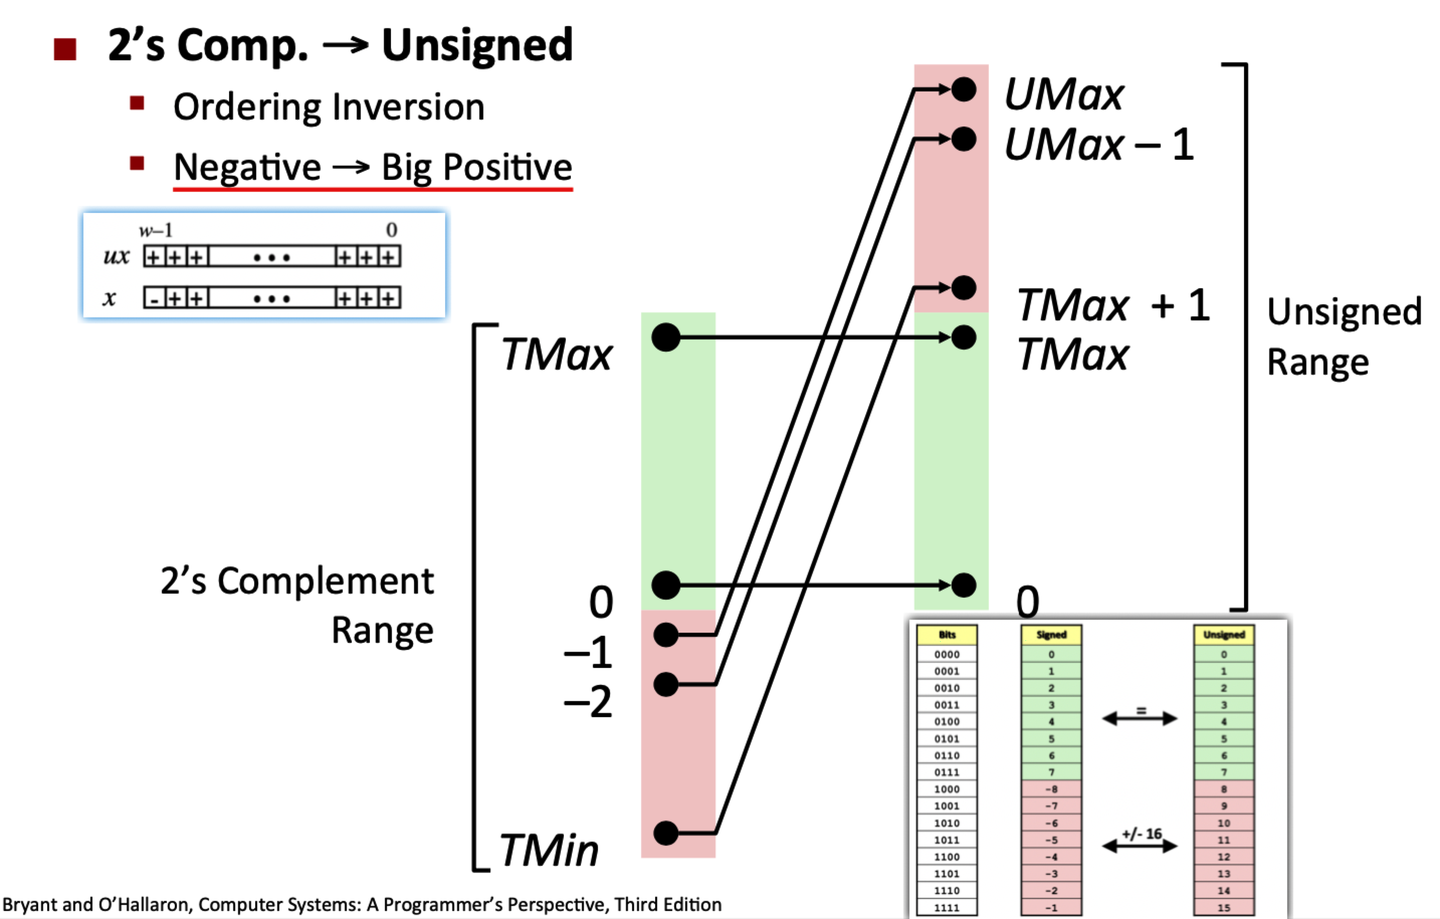 2's Comp. → Unsigned
Ordering Inversion
Negative → Big Positive
w–1 0
ux + + + • • • + + +
x - + + • • • + + +
UMax
UMax – 1
TMax + 1
TMax
0
Unsigned
Range
TMax
0
–1
–2
TMin
2's Complement
Range
Bits Signed Unsigned
0000 0 0
0001 1 1
0010 2 2
0011 3 3
0100 4 = 4
0101 5 5
0110 6 6
0111 7 7
1000 -8 8
1001 -7 9
1010 -6 10
1011 -5 +/- 16 11
1100 -4 12
1101 -3 13
1110 -2 14
1111 -1 15
Bryant and O'Hallaron, Computer Systems: A Programmer's Perspective, Third Edition